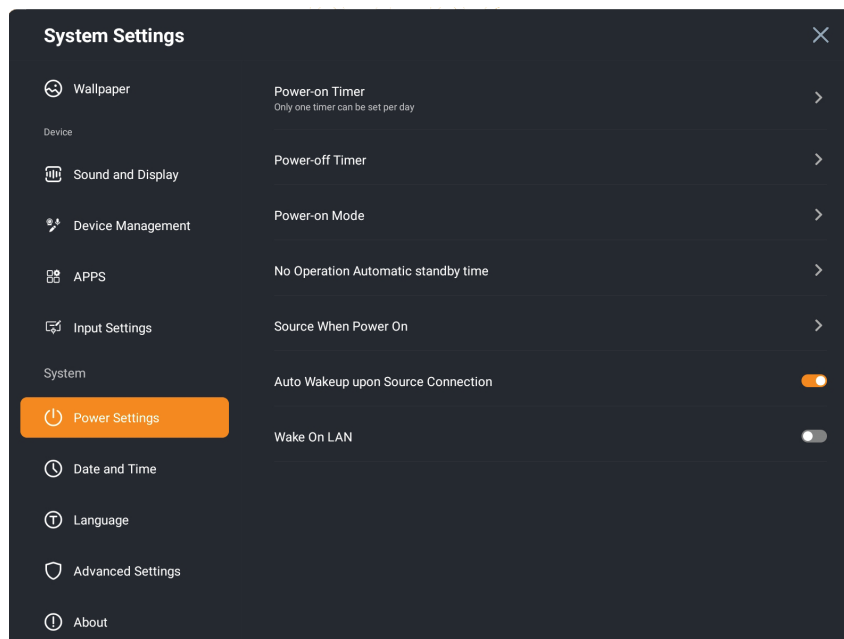 System Settings
Wallpaper
Device
Sound and Display
Device Management
APPS
Input Settings
System
Power Settings
Date and Time
Language
Advanced Settings
About
Power-on Timer
Only one timer can be set per day
Power-off Timer
Power-on Mode
No Operation Automatic standby time
Source When Power On
Auto Wakeup upon Source Connection
Wake On LAN